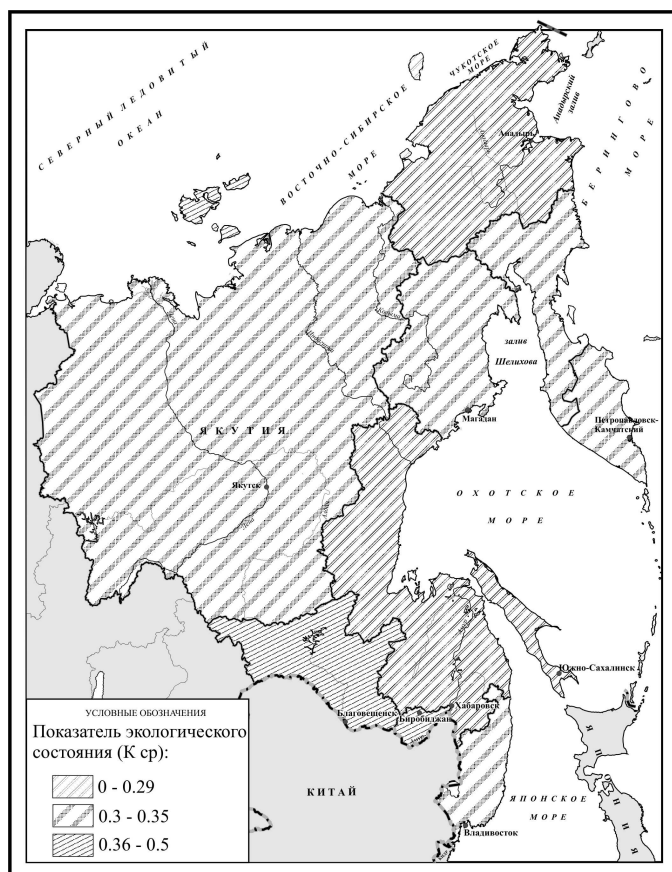 СЕВЕРНЫЙ ЛЕДОВИТЫЙ
ОКЕАН
ВОСТОЧНО-СИБИРСКОЕ
МОРЕ
ЧУКОТСКОЕ
МОРЕ
Анадырский
залив
БЕРИНГОВО
МОРЕ
Анадырь
залив
Шелихова
Магадан
Петропавловск-
Камчатский
ЯКУТИЯ
Якутск
ОХОТСКОЕ
МОРЕ
Южно-Сахалинск
Благовещенск
Биробиджан
Хабаровск
КИТАЙ
ЯПОНИЯ
ЯПОНСКОЕ
МОРЕ
Владивосток
УСЛОВНЫЕ ОБОЗНАЧЕНИЯ
Показатель экологического
состояния (К ср):
0 - 0.29
0.3 - 0.35
0.36 - 0.5